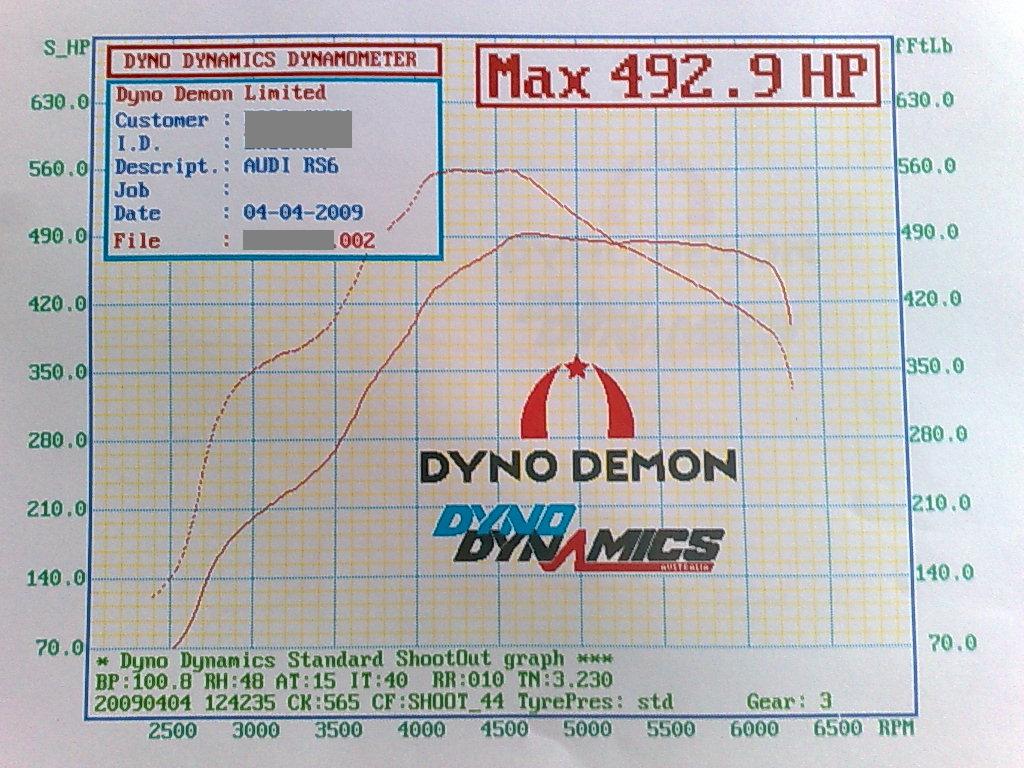 S_HP
fFtLb
DYNO DYNAMICS DYNAMOMETER
Max 492.9 HP
Dyno Demon Limited
Customer :
I.D. :
Descript.: AUDI RS6
Job :
Date : 04-04-2009
File : .002
630.0
560.0
490.0
420.0
350.0
280.0
210.0
140.0
70.0
630.0
560.0
490.0
420.0
350.0
280.0
210.0
140.0
70.0
DYNO DEMON
DYNO
DYNAMICS
AUSTRALIA
* Dyno Dynamics Standard ShootOut graph ***
BP:100.8 RH:48 AT:15 IT:40 RR:010 TN:3.230
20090404 124235 CK:565 CF:SHOOT_44 TyrePres: std Gear: 3
2500 3000 3500 4000 4500 5000 5500 6000 6500 RPM